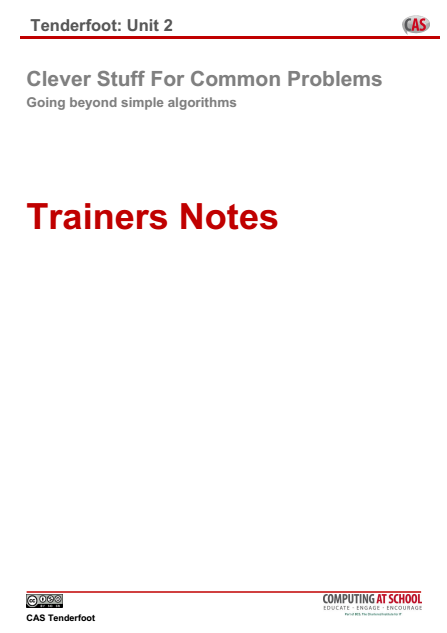 Tenderfoot: Unit 2
CAS
Clever Stuff For Common Problems
Going beyond simple algorithms
Trainers Notes
COMPUTING AT SCHOOL
EDUCATE · ENGAGE · ENCOURAGE
CAS Tenderfoot